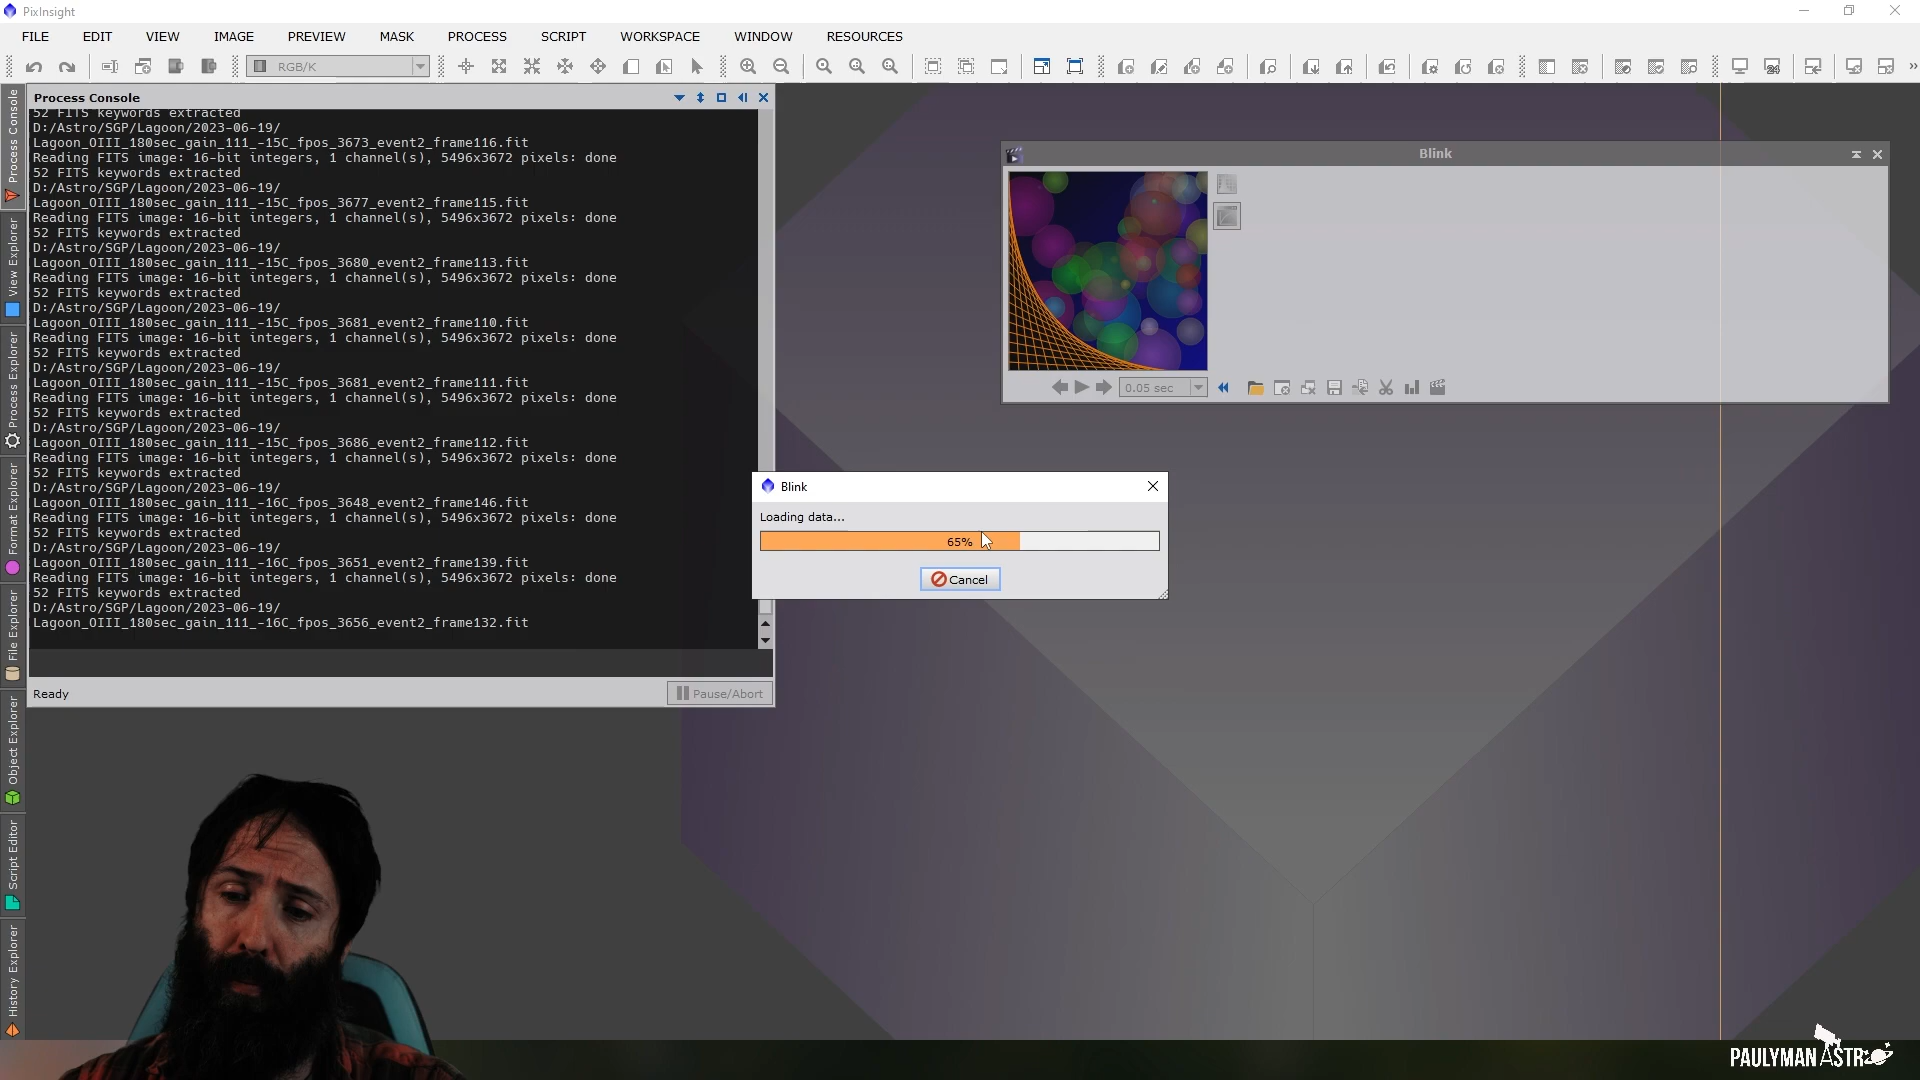 PixInsight
FILE EDIT VIEW IMAGE PREVIEW MASK PROCESS SCRIPT WORKSPACE WINDOW RESOURCES
RGB/K
Process Console
52 FITS keywords extracted
D:/Astro/SGP/Lagoon/2023-06-19/
Lagoon_OIII_180sec_gain_111_-15C_fpos_3673_event2_frame116.fit
Reading FITS image: 16-bit integers, 1 channel(s), 5496x3672 pixels: done
52 FITS keywords extracted
D:/Astro/SGP/Lagoon/2023-06-19/
Lagoon_OIII_180sec_gain_111_-15C_fpos_3677_event2_frame115.fit
Reading FITS image: 16-bit integers, 1 channel(s), 5496x3672 pixels: done
52 FITS keywords extracted
D:/Astro/SGP/Lagoon/2023-06-19/
Lagoon_OIII_180sec_gain_111_-15C_fpos_3680_event2_frame113.fit
Reading FITS image: 16-bit integers, 1 channel(s), 5496x3672 pixels: done
52 FITS keywords extracted
D:/Astro/SGP/Lagoon/2023-06-19/
Lagoon_OIII_180sec_gain_111_-15C_fpos_3681_event2_frame110.fit
Reading FITS image: 16-bit integers, 1 channel(s), 5496x3672 pixels: done
52 FITS keywords extracted
D:/Astro/SGP/Lagoon/2023-06-19/
Lagoon_OIII_180sec_gain_111_-15C_fpos_3681_event2_frame111.fit
Reading FITS image: 16-bit integers, 1 channel(s), 5496x3672 pixels: done
52 FITS keywords extracted
D:/Astro/SGP/Lagoon/2023-06-19/
Lagoon_OIII_180sec_gain_111_-15C_fpos_3686_event2_frame112.fit
Reading FITS image: 16-bit integers, 1 channel(s), 5496x3672 pixels: done
52 FITS keywords extracted
D:/Astro/SGP/Lagoon/2023-06-19/
Lagoon_OIII_180sec_gain_111_-16C_fpos_3648_event2_frame146.fit
Reading FITS image: 16-bit integers, 1 channel(s), 5496x3672 pixels: done
52 FITS keywords extracted
D:/Astro/SGP/Lagoon/2023-06-19/
Lagoon_OIII_180sec_gain_111_-16C_fpos_3651_event2_frame139.fit
Reading FITS image: 16-bit integers, 1 channel(s), 5496x3672 pixels: done
52 FITS keywords extracted
D:/Astro/SGP/Lagoon/2023-06-19/
Lagoon_OIII_180sec_gain_111_-16C_fpos_3656_event2_frame132.fit
Ready
Pause/Abort
Process Console
View Explorer
Process Explorer
Format Explorer
File Explorer
Object Explorer
Script Editor
History Explorer
Blink
0.05 sec
Blink
Loading data...
65%
Cancel
24
PAULYMAN ASTRO